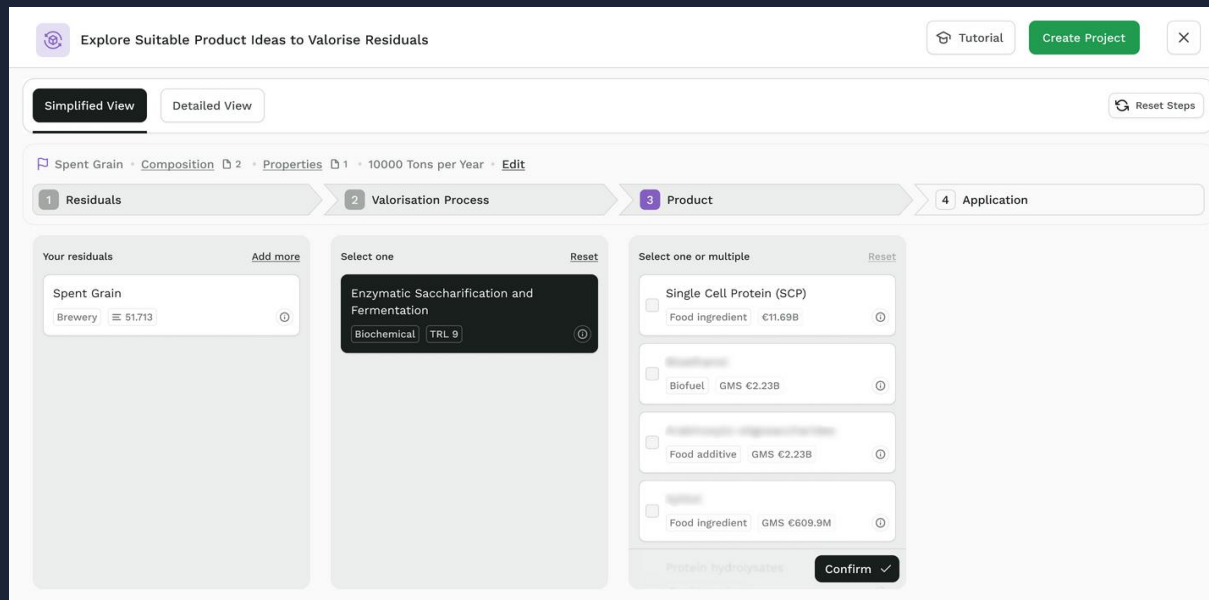 Explore Suitable Product Ideas to Valorise Residuals
Tutorial
Create Project
Simplified View
Detailed View
Reset Steps
Spent Grain • Composition 2 • Properties 1 • 10000 Tons per Year • Edit
1 Residuals
2 Valorisation Process
3 Product
4 Application
Your residuals
Add more
Spent Grain
Brewery
51.713
Select one
Reset
Enzymatic Saccharification and
Fermentation
Biochemical
TRL 9
Select one or multiple
Reset
Single Cell Protein (SCP)
Food ingredient
€11.69B
Biofuel
GMS €2.23B
Food additive
GMS €2.23B
Food ingredient
GMS €609.9M
Protein hydrolysates
Confirm